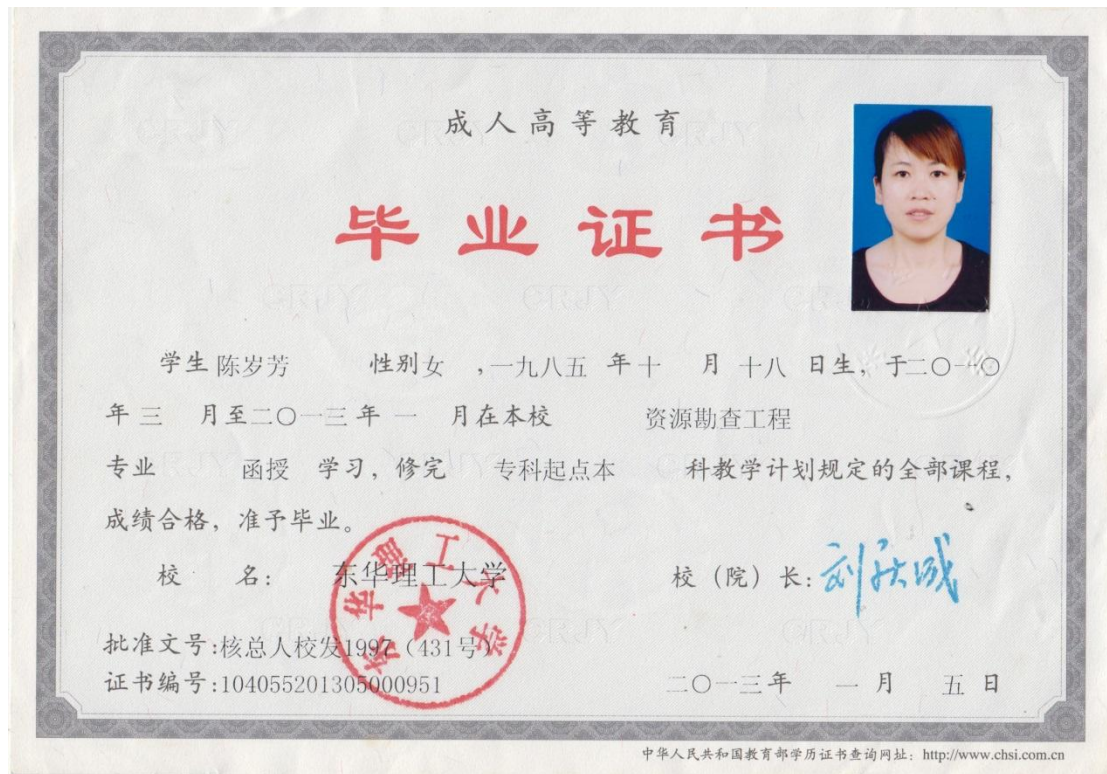 成人高等教育
毕业证书
学生 陈岁芳 性别 女 ,一九八五 年 十 月 十八 日生，于二〇一〇
年 三 月至二〇一三 年 一 月在本校 资源勘查工程
专业 函授 学习，修完 专科起点本 科教学计划规定的全部课程，
成绩合格，准予毕业。
校 名： 东华理工大学 校（院）长：
东华理工大学
批准文号:核总人校发1997（431号）
证书编号:104055201305000951 二〇一三年 一 月 五 日
中华人民共和国教育部学历证书查询网址：http://www.chsi.com.cn